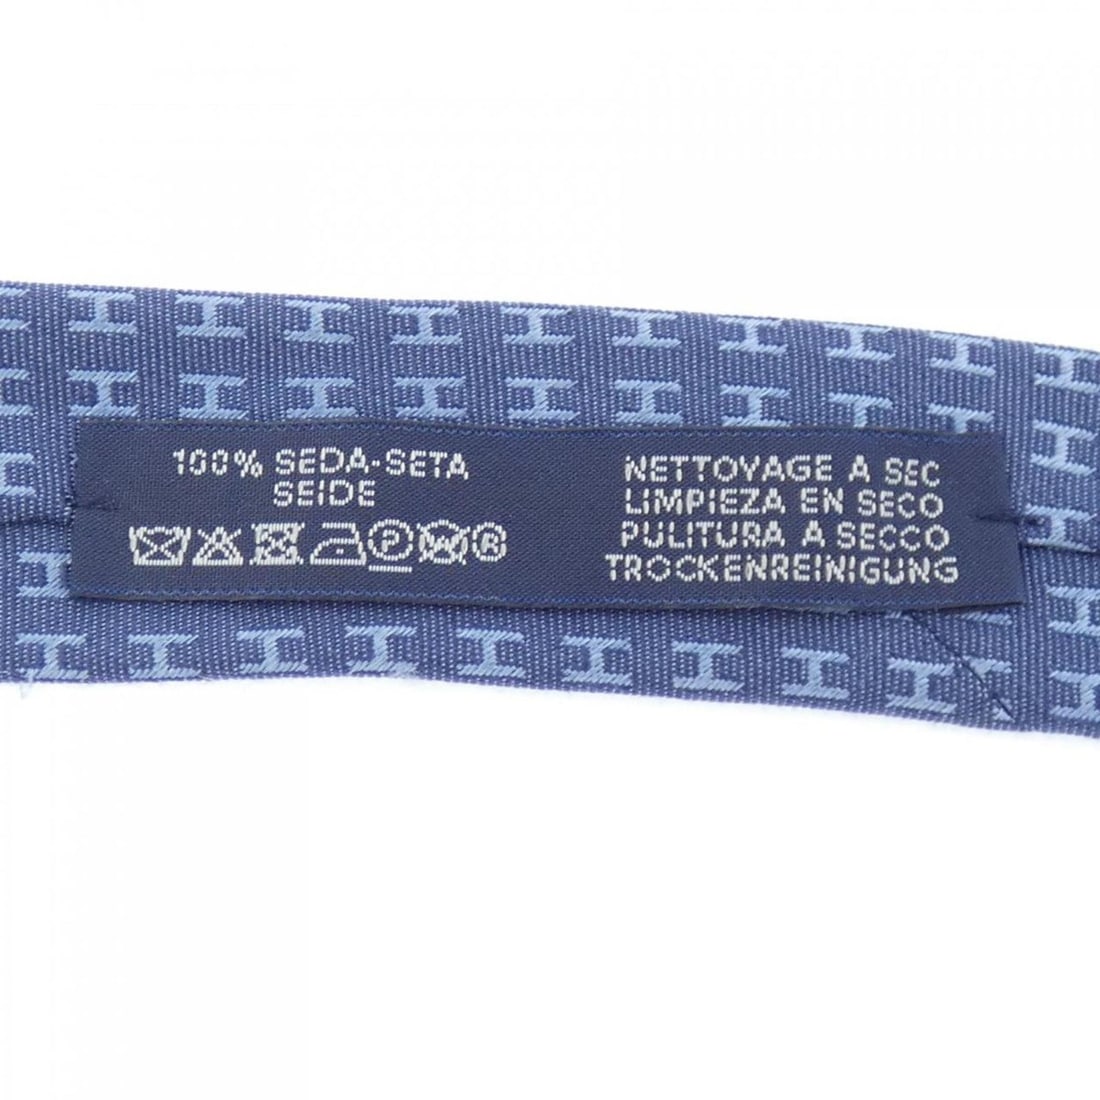 100% SEDA-SETA
SEIDE
P R
NETTOYAGE A SEC
LIMPIEZA EN SECO
PULITURA A SECCO
TROCKENREINIGUNG